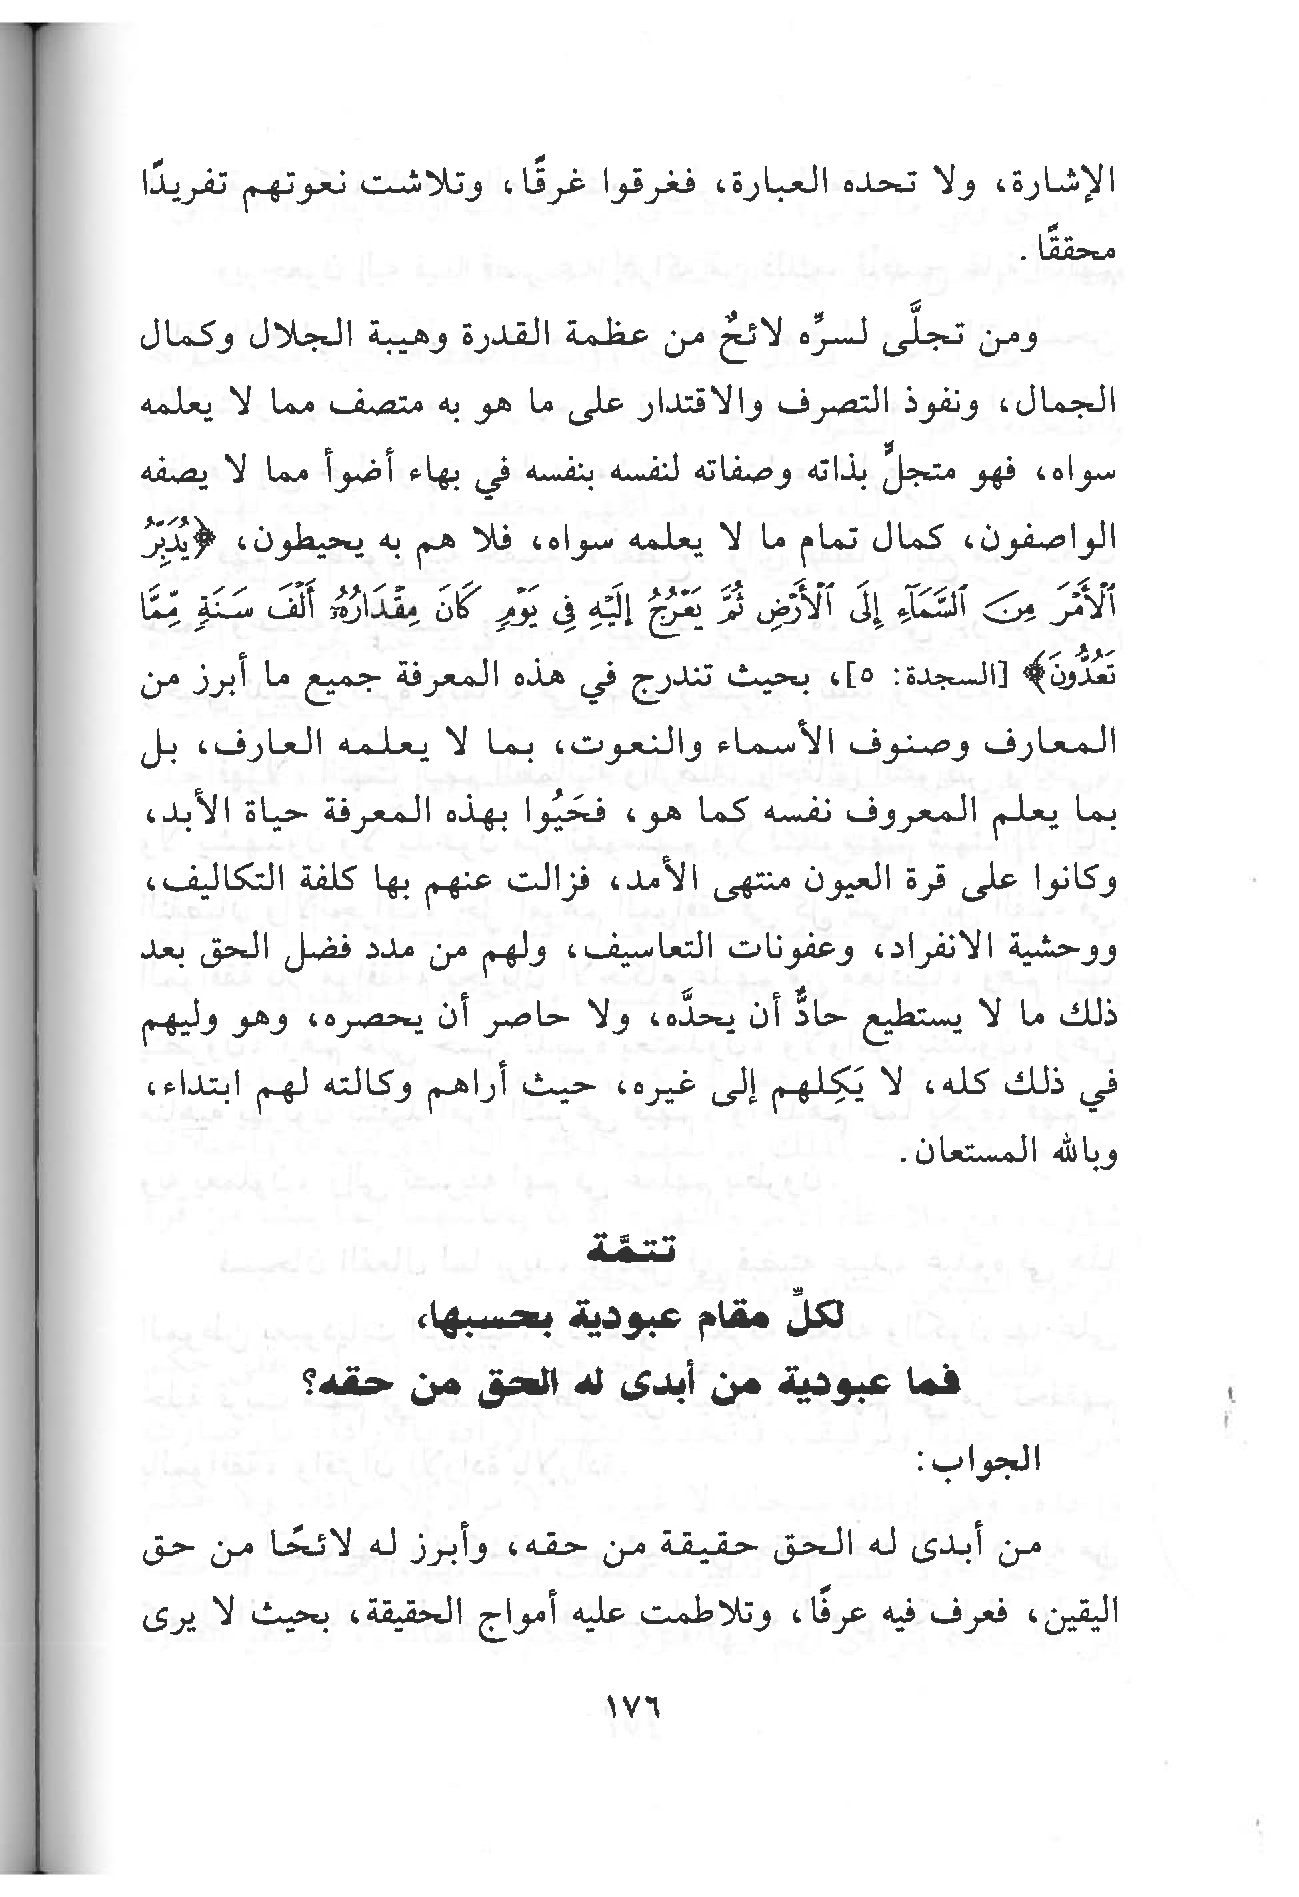 الإشارة، ولا تحده العبارة، فغرقوا غرقًا، وتلاشت نعوتهم تفريدًا
محققًا.
ومن تجلَّى لسرِّه لائحٌ من عظمة القدرة وهيبة الجلال وكمال
الجمال، ونفوذ التصرف والاقتدار على ما هو به متصف مما لا يعلمه
سواه، فهو متجلٍّ بذاته وصفاته لنفسه بنفسه في بهاء أضوأ مما لا يصفه
الواصفون، كمال تمام ما لا يعلمه سواه، فلا هم به يحيطون، ﴿يُدَبِّرُ
ٱلْأَمْرَ مِنَ ٱلسَّمَآءِ إِلَى ٱلْأَرْضِ ثُمَّ يَعْرُجُ إِلَيْهِ فِى يَوْمٍ كَانَ مِقْدَارُهُۥٓ أَلْفَ سَنَةٍ مِّمَّا
تَعُدُّونَ﴾ [السجدة: ٥]، بحيث تندرج في هذه المعرفة جميع ما أبرز من
المعارف وصنوف الأسماء والنعوت، بما لا يعلمه العارف، بل
بما يعلم المعروف نفسه كما هو، فحَيُوا بهذه المعرفة حياة الأبد،
وكانوا على قرة العيون منتهى الأمد، فزالت عنهم بها كلفة التكاليف،
ووحشية الانفراد، وعفونات التعاسيف، ولهم من مدد فضل الحق بعد
ذلك ما لا يستطيع حادٌّ أن يحدَّه، ولا حاصر أن يحصره، وهو وليهم
في ذلك كله، لا يَكِلهم إلى غيره، حيث أراهم وكالته لهم ابتداء،
وبالله المستعان.
تتمَّة
لكلِّ مقام عبودية بحسبها،
فما عبودية من أبدى له الحق من حقه؟
الجواب:
من أبدى له الحق حقيقة من حقه، وأبرز له لائحًا من حق
اليقين، فعرف فيه عرفًا، وتلاطمت عليه أمواج الحقيقة، بحيث لا يرى
١٧٦